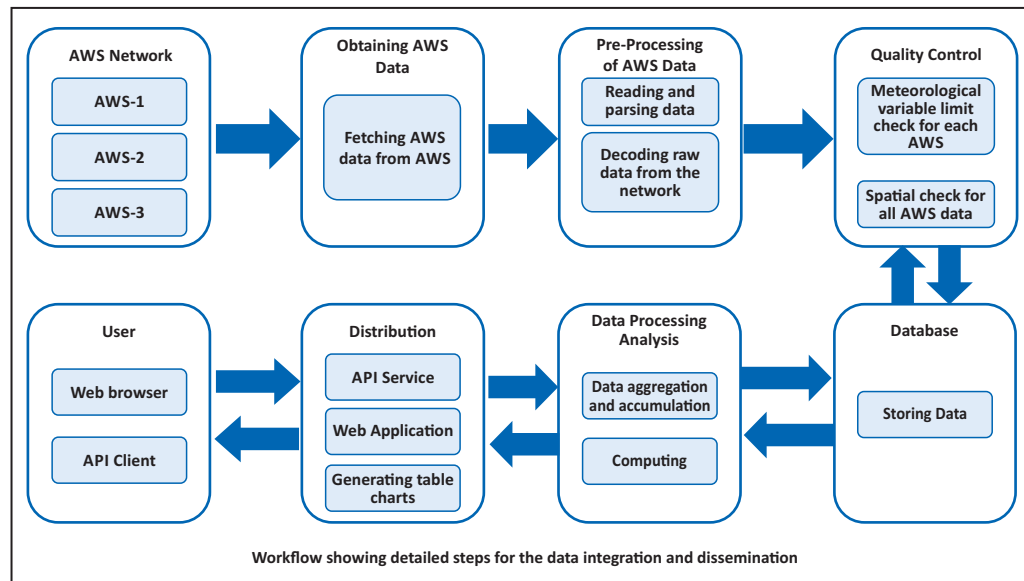 AWS Network
AWS-1
AWS-2
AWS-3
Obtaining AWS
Data
Fetching AWS
data from AWS
Pre-Processing
of AWS Data
Reading and
parsing data
Decoding raw
data from the
network
Quality Control
Meteorological
variable limit
check for each
AWS
Spatial check for
all AWS data
User
Web browser
API Client
Distribution
API Service
Web Application
Generating table
charts
Data Processing
Analysis
Data aggregation
and accumulation
Computing
Database
Storing Data
Workflow showing detailed steps for the data integration and dissemination